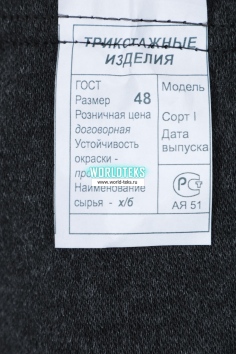 ТРИКОТАЖНЫЕ
ИЗДЕЛИЯ
ГОСТ
Размер 48
Розничная цена
договорная
Устойчивость
окраски -
Наименование
сырья - х/б
Модель
Сорт I
Дата
выпуска
РС
АЯ 51
WORLDTEKS
www.world-teks.ru